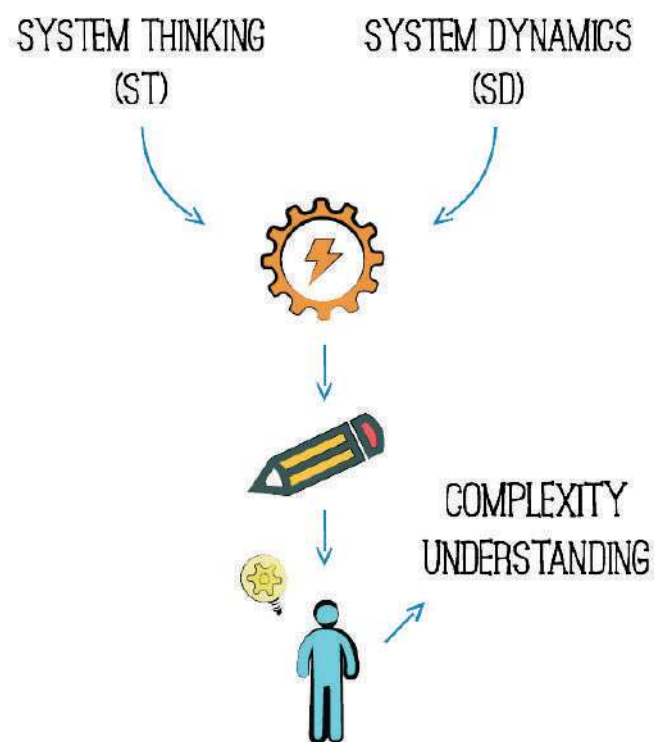 SYSTEM THINKING
(ST)
SYSTEM DYNAMICS
(SD)
COMPLEXITY
UNDERSTANDING